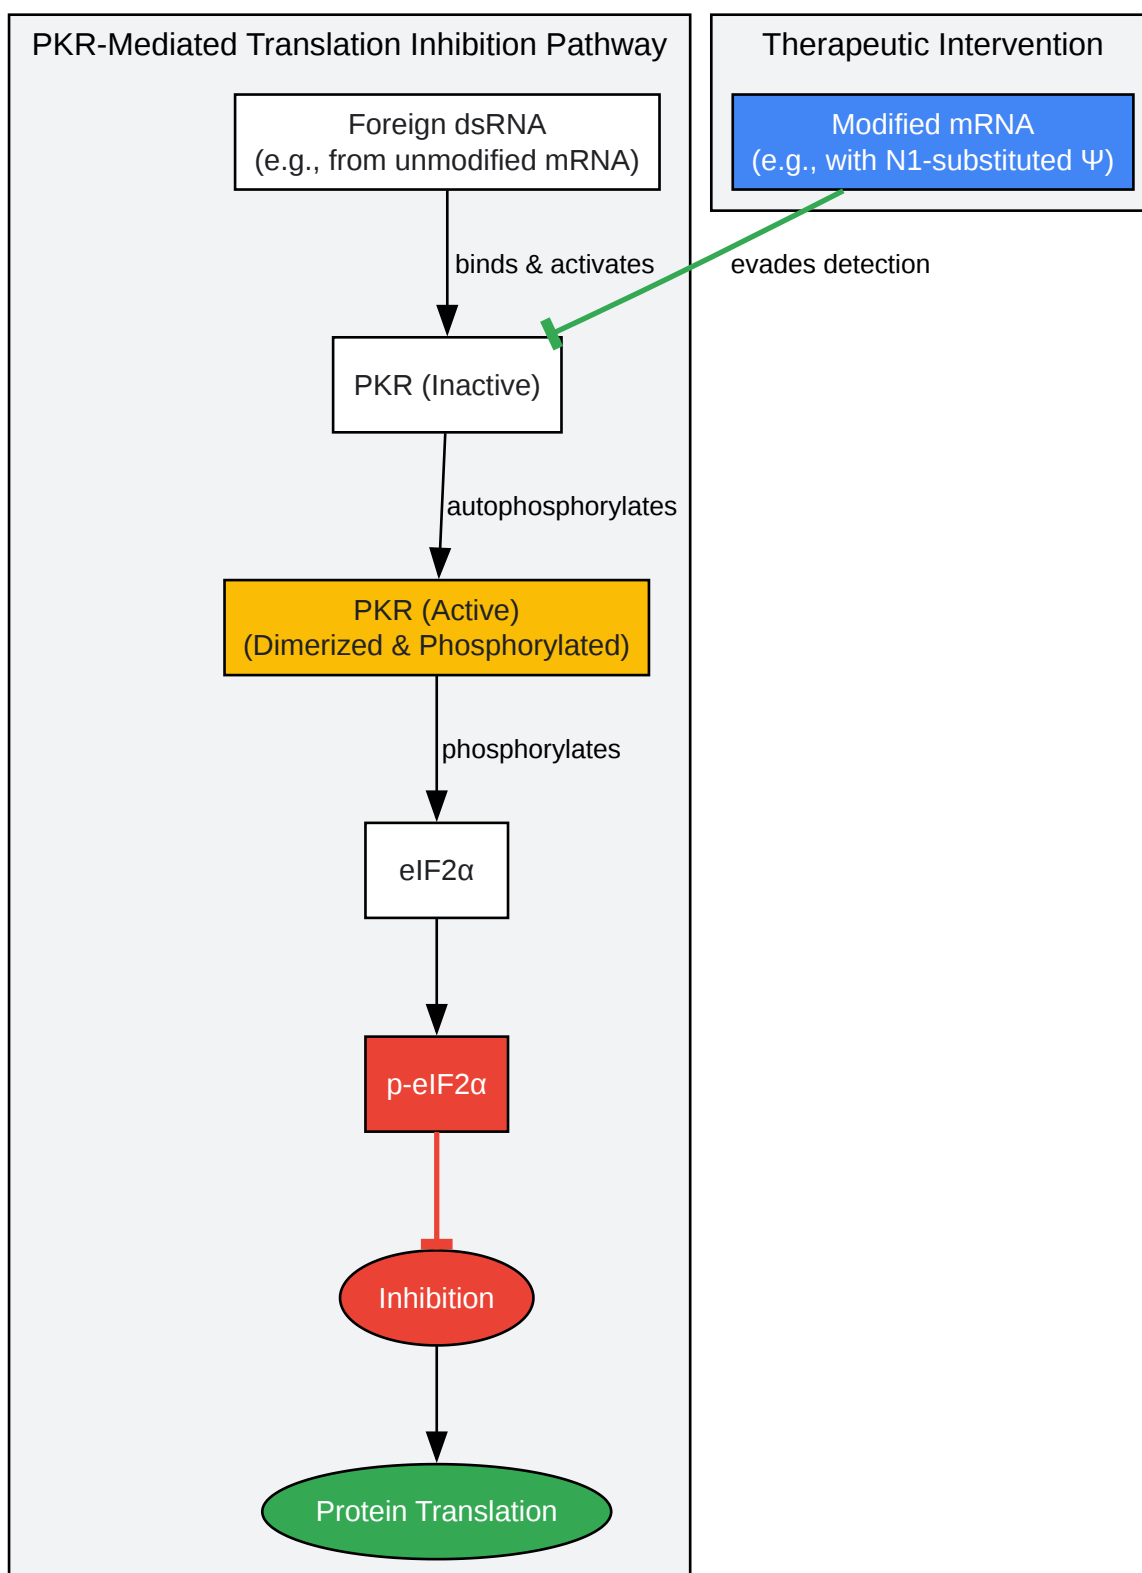 PKR-Mediated Translation Inhibition Pathway
Therapeutic Intervention
Foreign dsRNA
(e.g., from unmodified mRNA)
Modified mRNA
(e.g., with N1-substituted Ψ)
binds & activates
evades detection
PKR (Inactive)
autophosphorylates
PKR (Active)
(Dimerized & Phosphorylated)
phosphorylates
eIF2α
p-eIF2α
Inhibition
Protein Translation